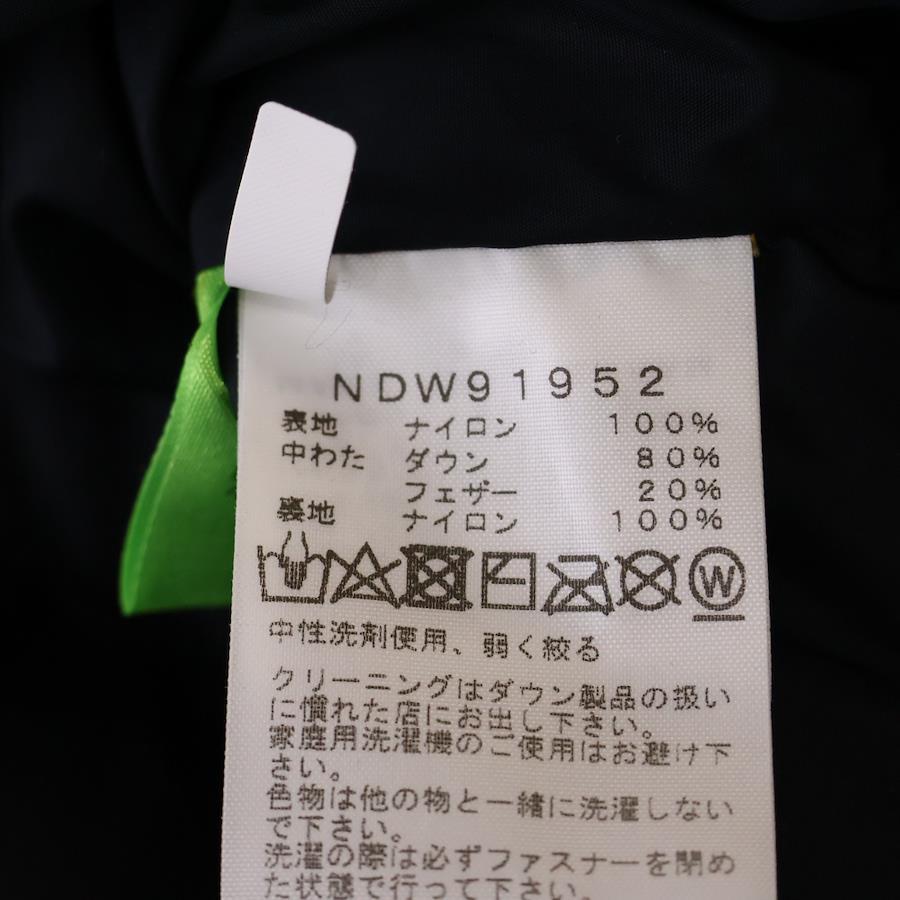 NDW91952
表地 ナイロン 100%
中わた ダウン 80%
フェザー 20%
裏地 ナイロン 100%
W
中性洗剤使用、弱く絞る
クリーニングはダウン製品の扱い
に慣れた店にお出し下さい。
家庭用洗濯機のご使用はお避け下
さい。
色物は他の物と一緒に洗濯しない
で下さい。
洗濯の際は必ずファスナーを閉め
た状態で行って下さい。